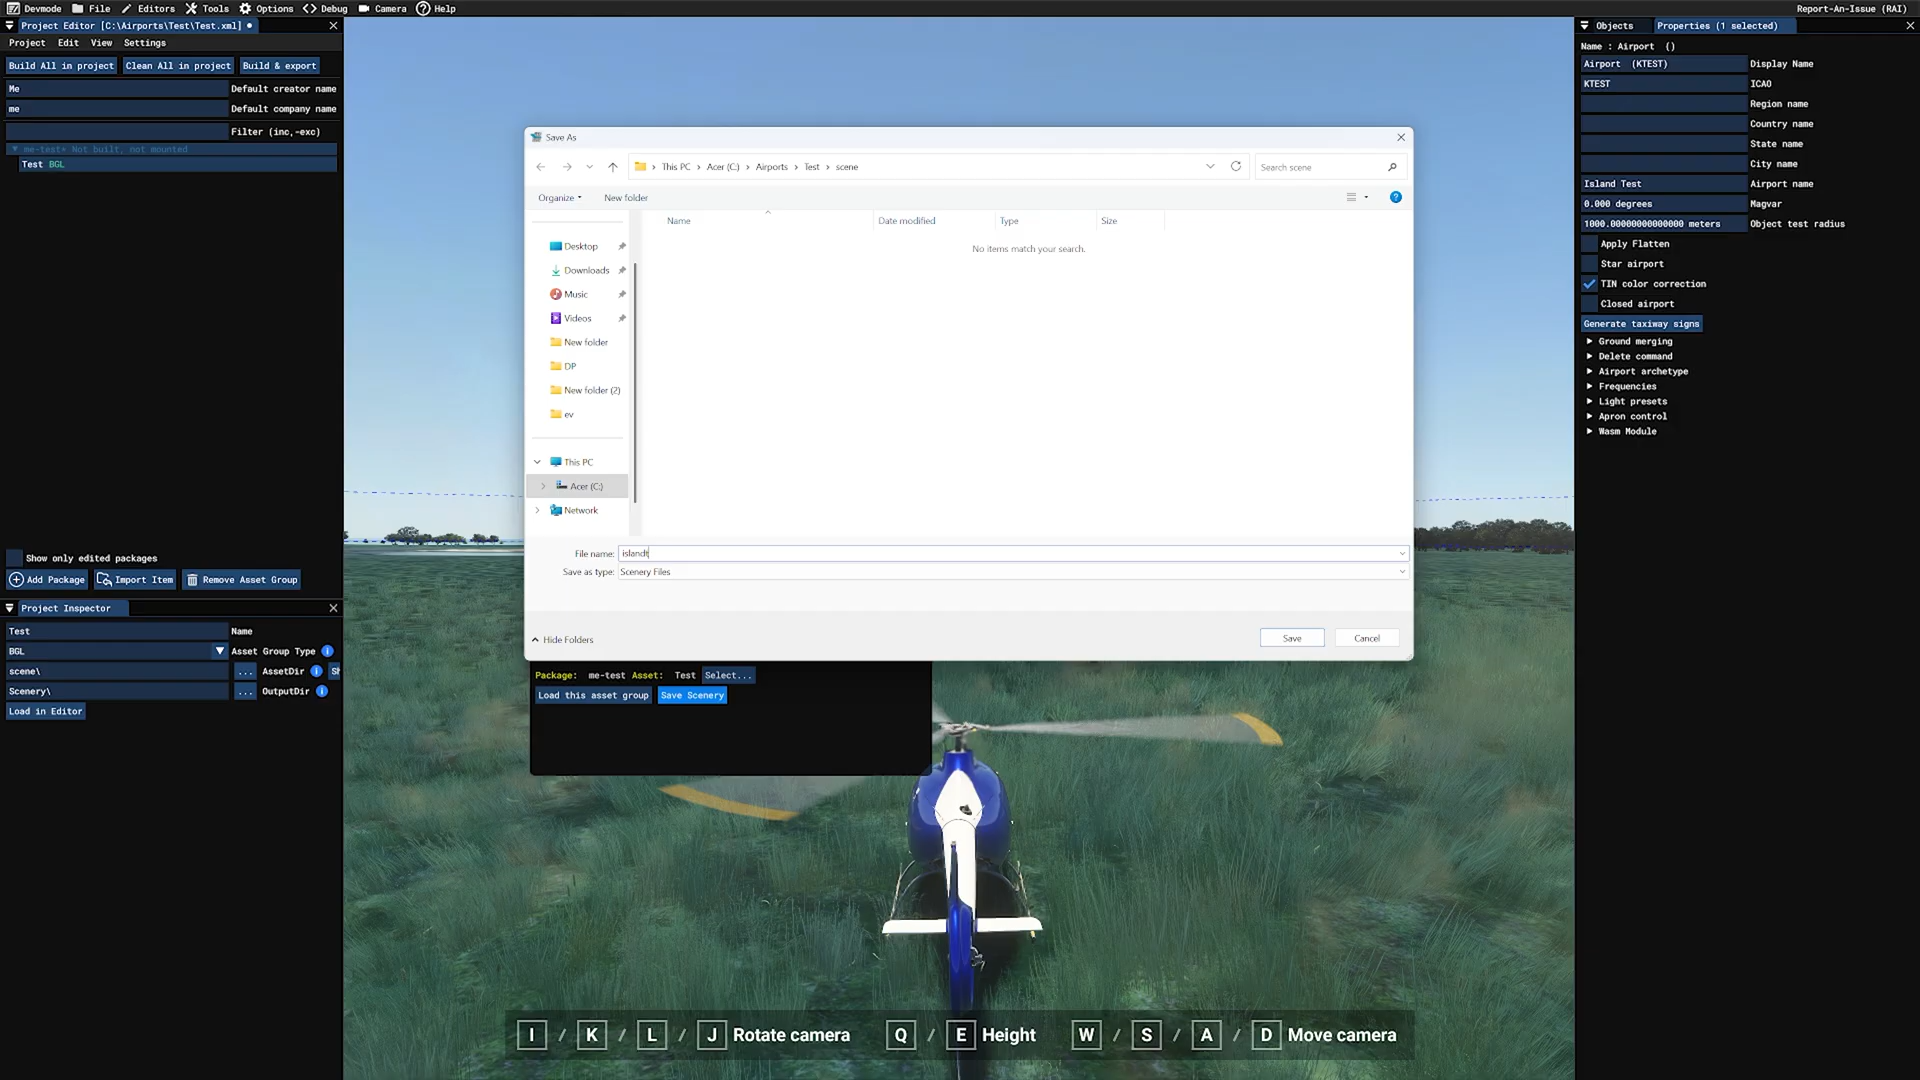 Devmode File Editors Tools Options Debug Camera Help Report-An-Issue (RAI)
Project Editor [C:\Airports\Test\Test.xml]
Project Edit View Settings
Build All in project Clean All in project Build & export
Me Default creator name
me Default company name
Filter (inc,-exc)
me-test* Not built, not mounted
Test BGL
Show only edited packages
Add Package Import Item Remove Asset Group
Project Inspector
Test Name
BGL Asset Group Type
scene\ ... AssetDir
Scenery\ ... OutputDir
Load in Editor
Save As
This PC Acer (C:) Airports Test scene
Search scene
Organize New folder
Name Date modified Type Size
No items match your search.
Desktop
Downloads
Music
Videos
New folder
DP
New folder (2)
ev
This PC
Acer (C:)
Network
File name: islandt
Save as type: Scenery Files
Hide Folders
Save Cancel
Package: me-test Asset: Test Select...
Load this asset group Save Scenery
Objects Properties (1 selected)
Name : Airport ()
Airport (KTEST) Display Name
KTEST ICAO
Region name
Country name
State name
City name
Island Test Airport name
0.000 degrees Magvar
1000.00000000000000 meters Object test radius
Apply Flatten
Star airport
TIN color correction
Closed airport
Generate taxiway signs
Ground merging
Delete command
Airport archetype
Frequencies
Light presets
Apron control
Wasm Module
I / K / L / J Rotate camera Q / E Height W / S / A / D Move camera